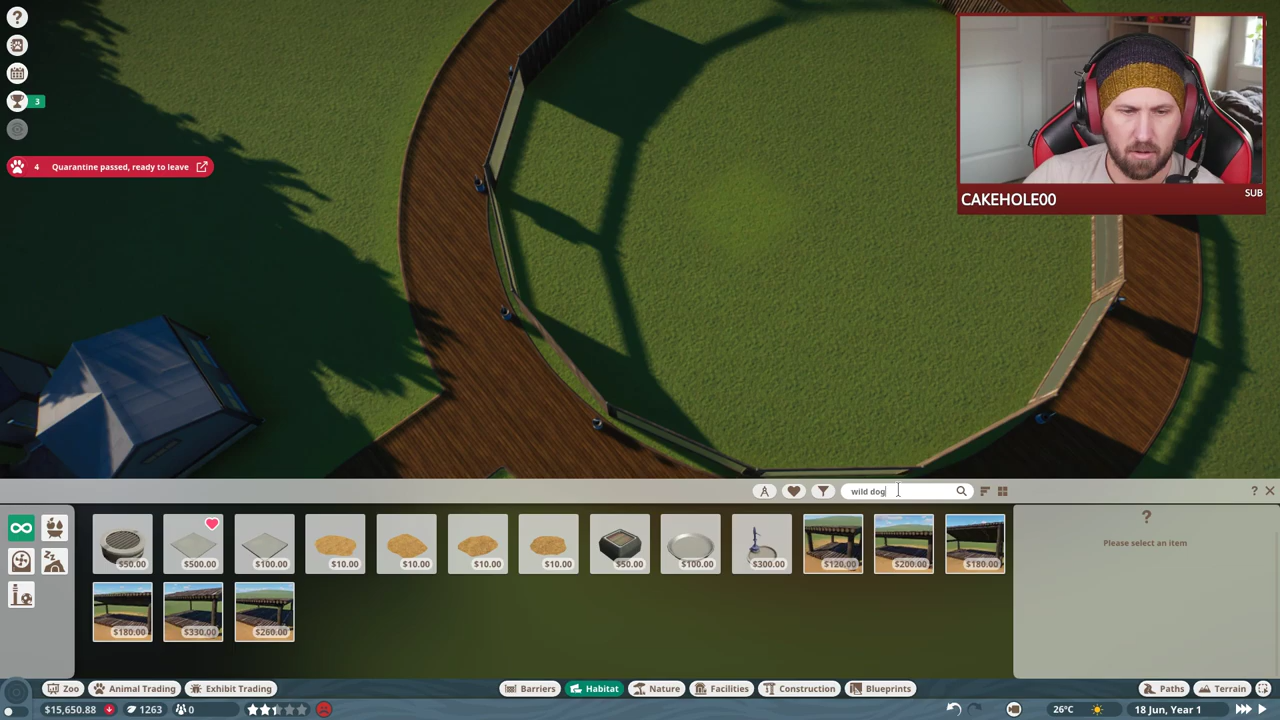 ?
3
4 Quarantine passed, ready to leave
CAKEHOLE00 SUB
wild dog
?
$50.00 $500.00 $100.00 $10.00 $10.00 $10.00 $10.00 $50.00 $100.00 $300.00 $120.00 $200.00 $180.00
$180.00 $330.00 $260.00
?
Please select an item
Zoo Animal Trading Exhibit Trading Barriers Habitat Nature Facilities Construction Blueprints Paths Terrain
$15,650.88 1263 0 26°C 18 Jun, Year 1